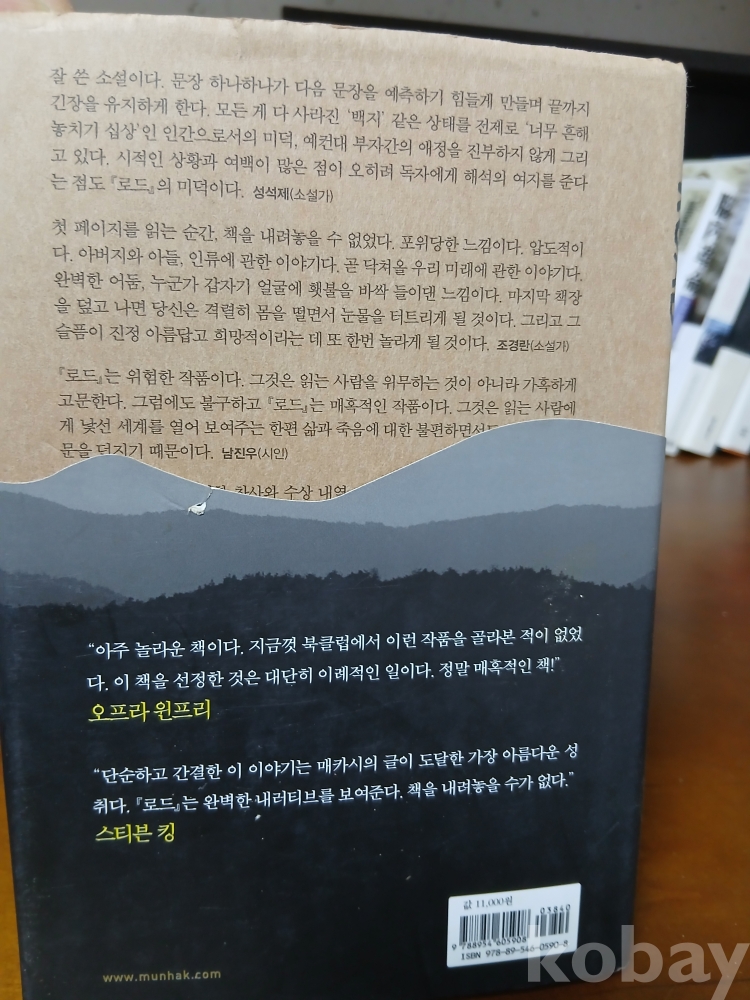 잘 쓴 소설이다. 문장 하나하나가 다음 문장을 예측하기 힘들게 만들며 끝까지
긴장을 유지하게 한다. 모든 게 다 사라진 '백지' 같은 상태를 전제로 '너무 흔해
놓치기 십상'인 인간으로서의 미덕, 예컨대 부자간의 애정을 진부하지 않게 그리
고 있다. 시적인 상황과 여백이 많은 점이 오히려 독자에게 해석의 여지를 준다
는 점도 『로드』의 미덕이다. 성석제(소설가)
첫 페이지를 읽는 순간, 책을 내려놓을 수 없었다. 포위당한 느낌이다. 압도적이
다. 아버지와 아들, 인류에 관한 이야기다. 곧 닥쳐올 우리 미래에 관한 이야기다.
완벽한 어둠, 누군가 갑자기 얼굴에 횃불을 바싹 들이댄 느낌이다. 마지막 책장
을 덮고 나면 당신은 격렬히 몸을 떨면서 눈물을 터트리게 될 것이다. 그리고 그
슬픔이 진정 아름답고 희망적이라는 데 또 한번 놀라게 될 것이다. 조경란(소설가)
『로드』는 위험한 작품이다. 그것은 읽는 사람을 위무하는 것이 아니라 가혹하게
고문한다. 그럼에도 불구하고 『로드』는 매혹적인 작품이다. 그것은 읽는 사람에
게 낯선 세계를 열어 보여주는 한편 삶과 죽음에 대한 불편하면서
문을 던지기 때문이다. 남진우(시인)
찬사와 수상 내역
"아주 놀라운 책이다. 지금껏 북클럽에서 이런 작품을 골라본 적이 없었
다. 이 책을 선정한 것은 대단히 이례적인 일이다. 정말 매혹적인 책!"
오프라 윈프리
"단순하고 간결한 이 이야기는 매카시의 글이 도달한 가장 아름다운 성
취다. 『로드』는 완벽한 내러티브를 보여준다. 책을 내려놓을 수가 없다."
스티븐 킹
값 11,000원
03840
9 788954 605908
ISBN 978-89-546-0590-8
www.munhak.com
kobay